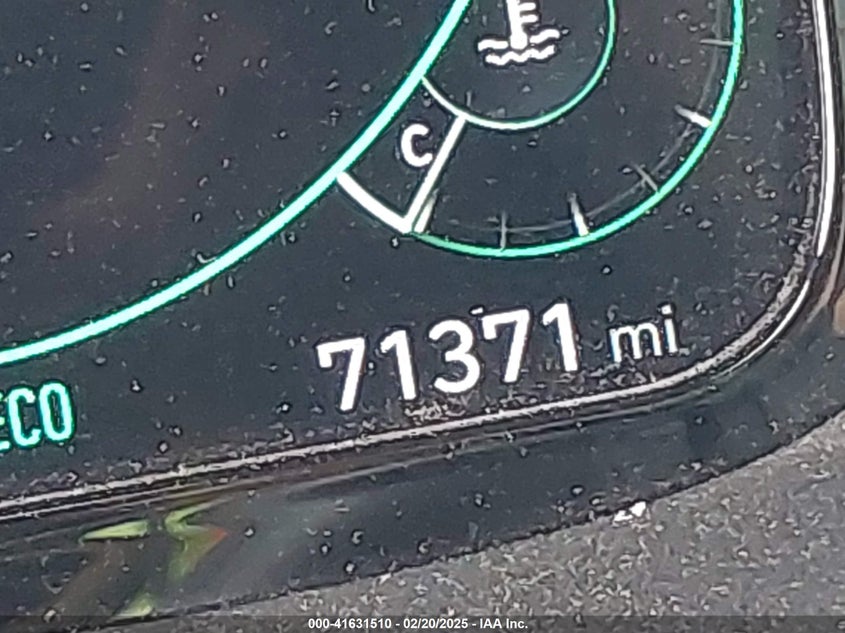 C
71371 mi
ECO
000-41631510 - 02/20/2025 - IAA Inc.